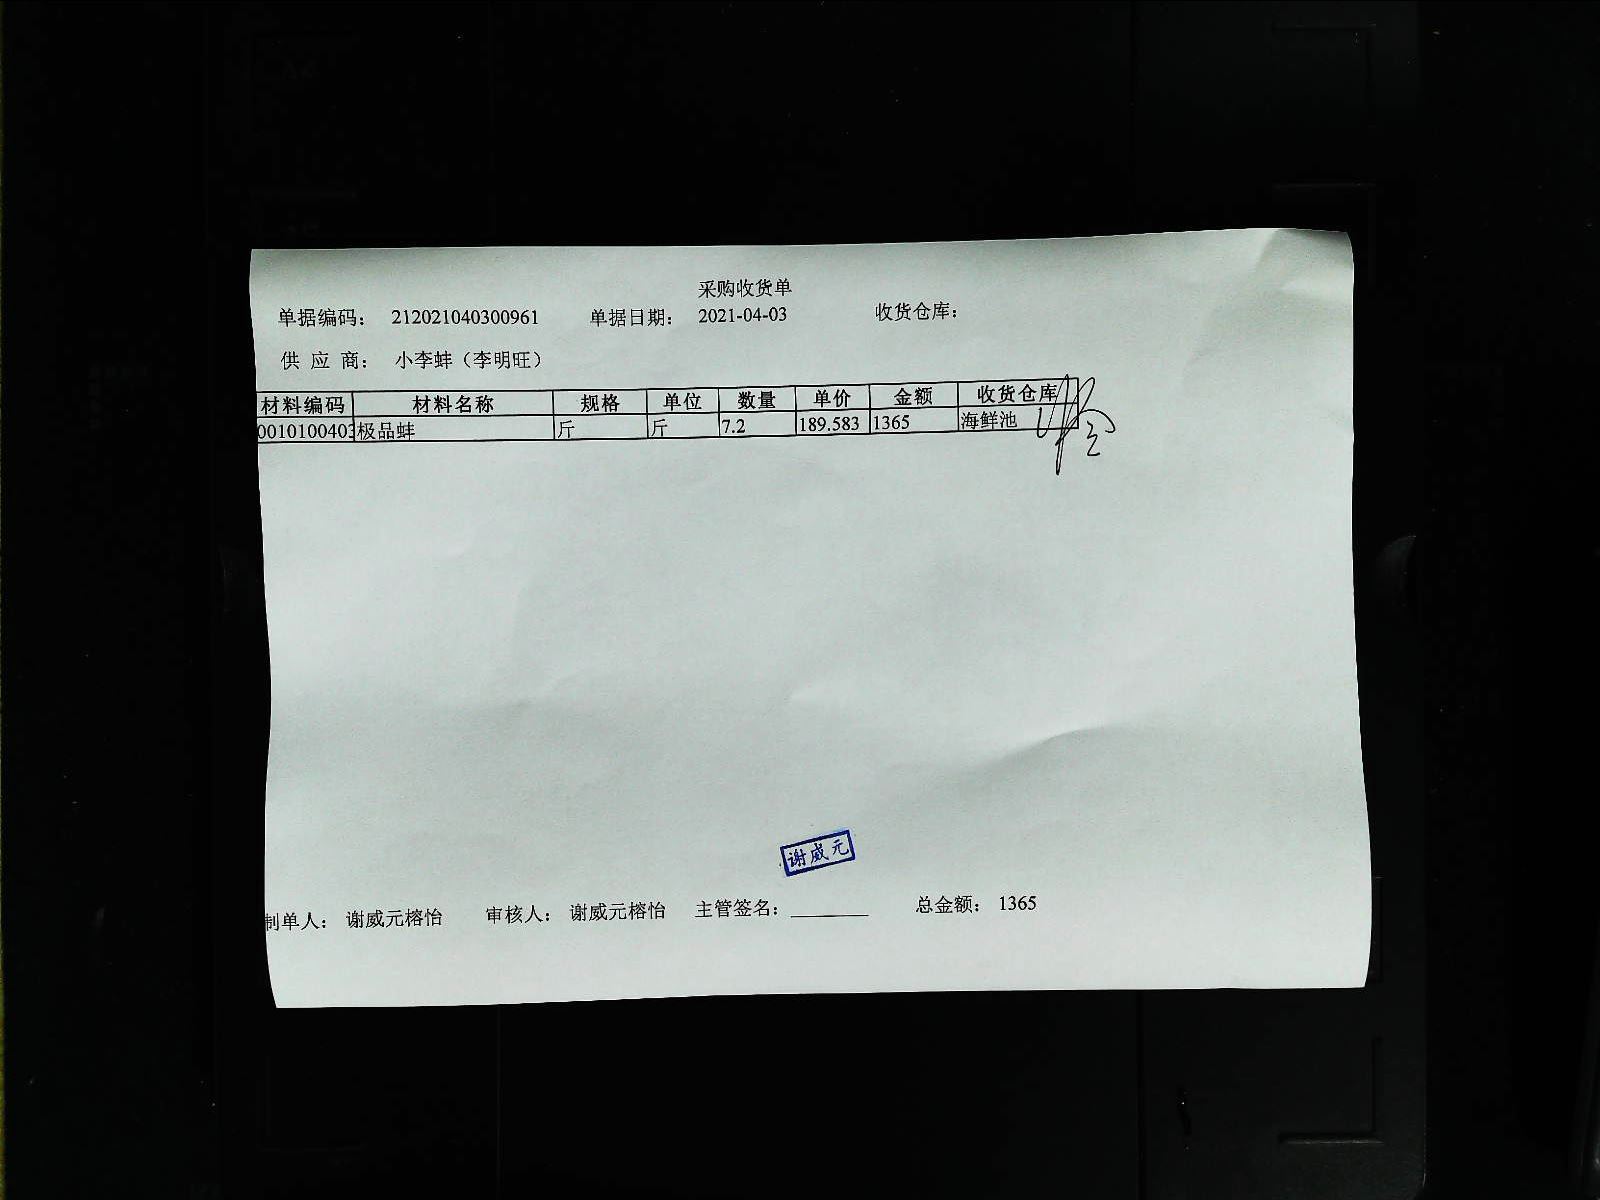 采购收货单
单据编码： 212021040300961 单据日期： 2021-04-03 收货仓库：
供 应 商： 小李蚌（李明旺）
材料编码 材料名称 规格 单位 数量 单价 金额 收货仓库
0010100403 极品蚌 斤 斤 7.2 189.583 1365 海鲜池
谢威元
制单人： 谢威元榕怡 审核人： 谢威元榕怡 主管签名： 总金额： 1365